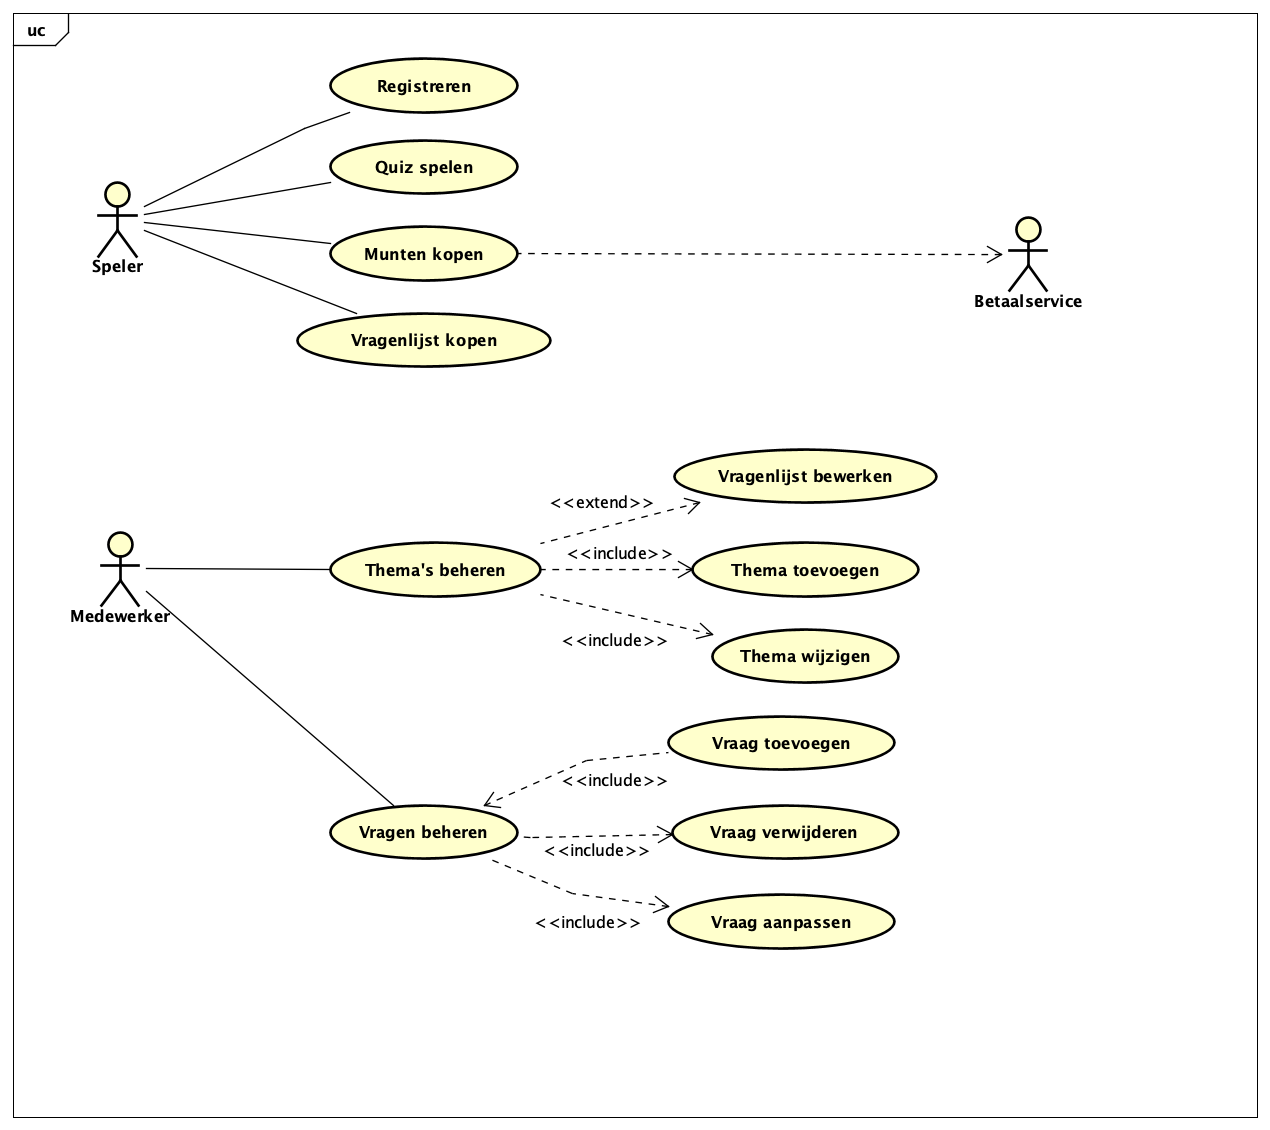 uc
Registreren
Quiz spelen
Speler
Munten kopen
Betaalservice
Vragenlijst kopen
Vragenlijst bewerken
<<extend>>
<<include>>
Thema's beheren
Thema toevoegen
Medewerker
<<include>>
Thema wijzigen
Vraag toevoegen
<<include>>
Vragen beheren
Vraag verwijderen
<<include>>
<<include>>
Vraag aanpassen